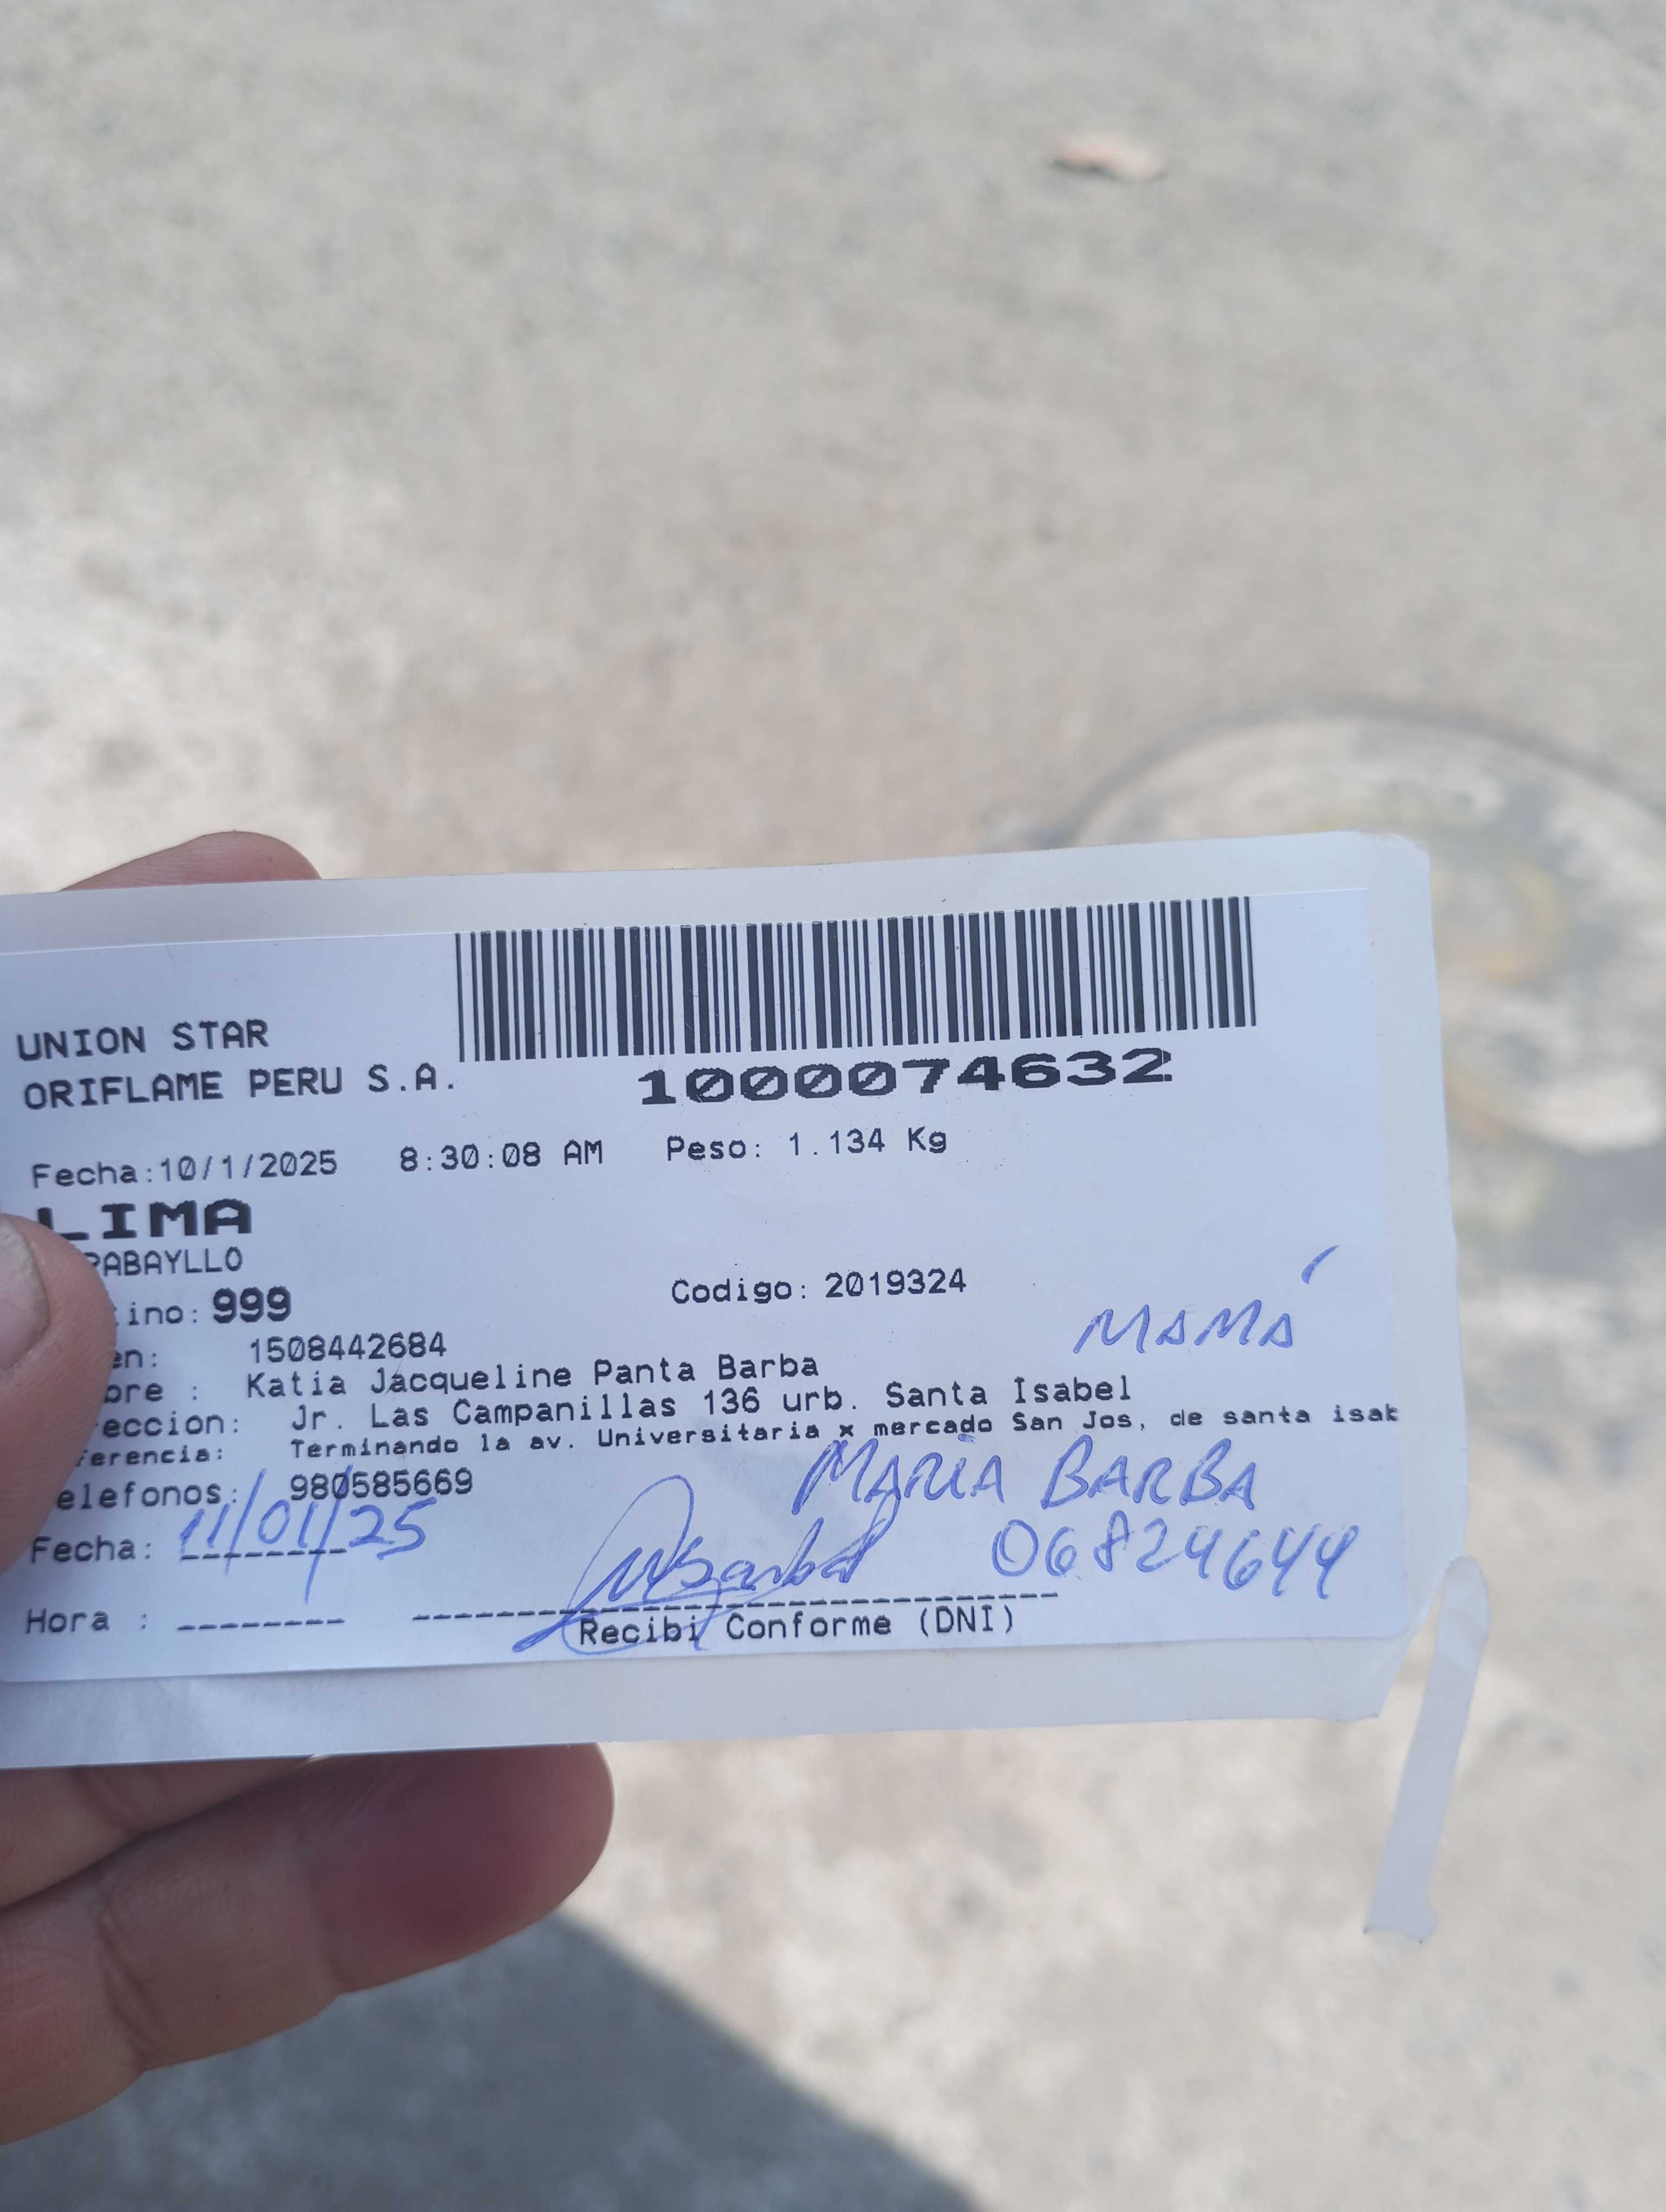 UNION STAR
ORIFLAME PERU S.A.
1000074632
Fecha:10/1/2025 8:30:08 AM Peso: 1.134 Kg
LIMA
RABAYLLO
ino: 999 Codigo: 2019324
MAMÁ
en: 1508442684
bre : Katia Jacqueline Panta Barba
eccion: Jr. Las Campanillas 136 urb. Santa Isabel
ferencia: Terminando la av. Universitaria x mercado San Jos, de santa isab
elefonos: 980585669
MARIA BARBA
Fecha: 11/01/25
06824644
Hora :
Recibi Conforme (DNI)